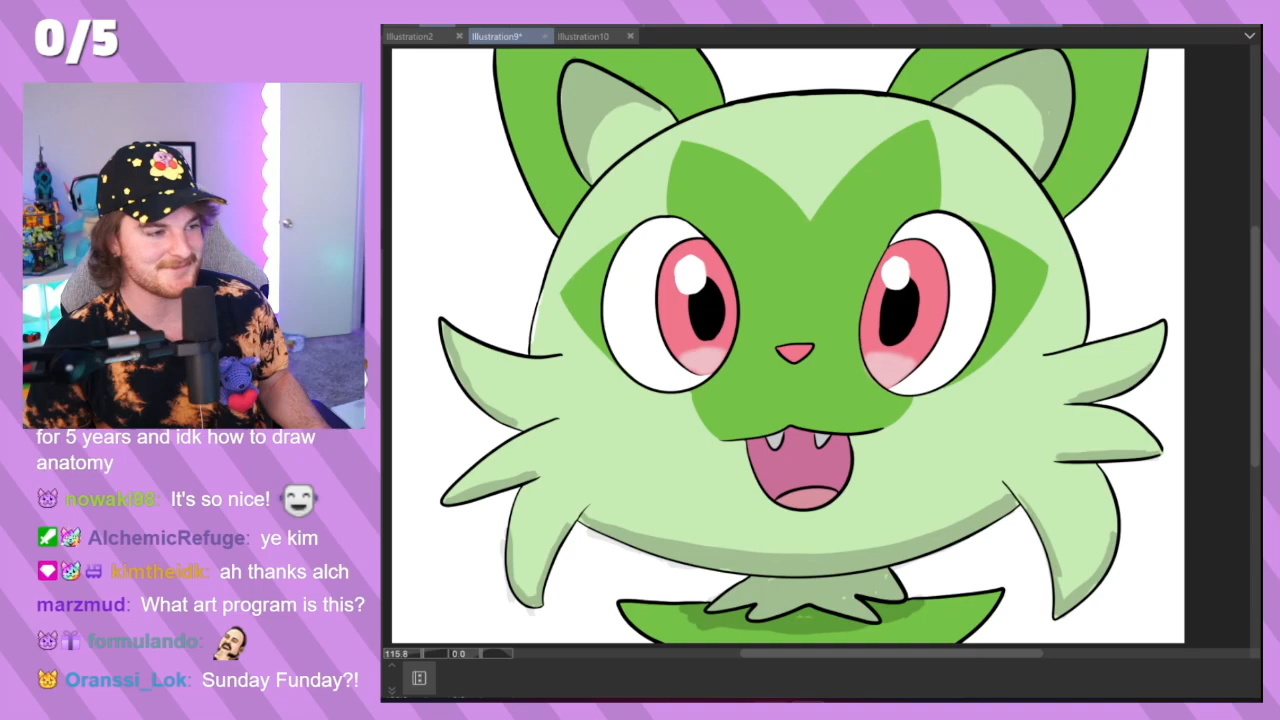 0/5
Illustration2
Illustration9*
Illustration10
for 5 years and idk how to draw
anatomy
nowaki98: It's so nice!
AlchemicRefuge: ye kim
kimtheidk: ah thanks alch
marzmud: What art program is this?
formulando:
Oranssi_Lok: Sunday Funday?!
115.8
0.0